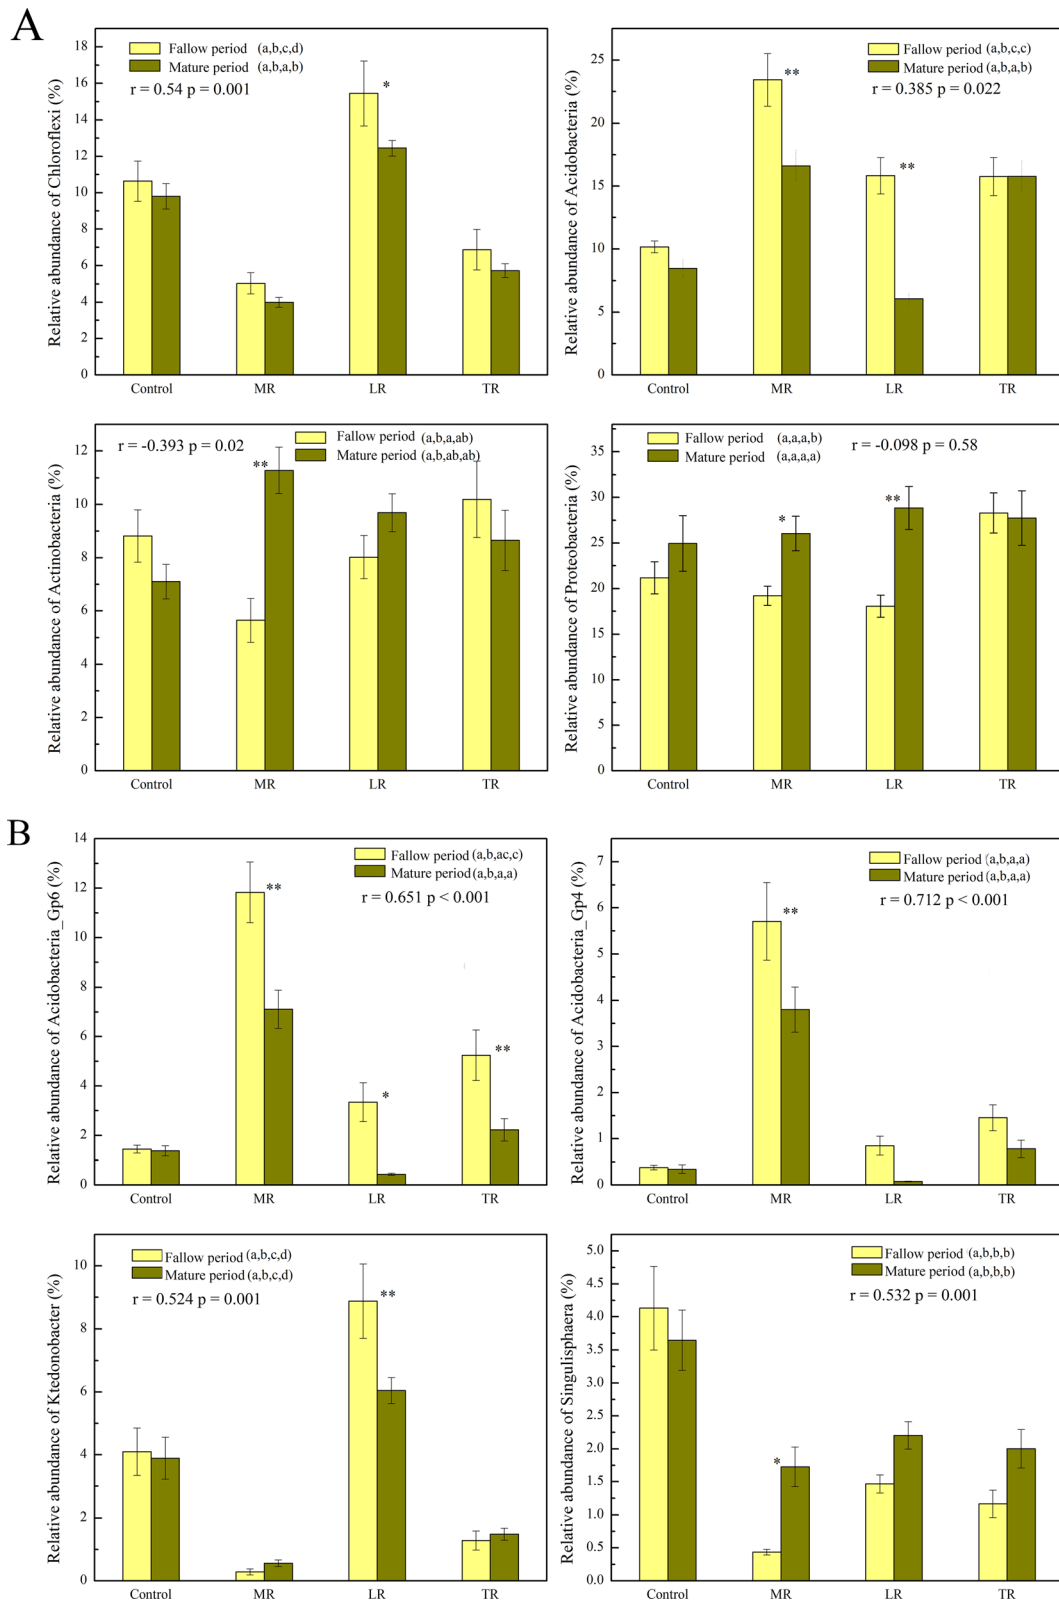 A
Relative abundance of Chloroflexi (%)
Fallow period (a,b,c,d)
Mature period (a,b,a,b)
r = 0.54 p = 0.001
18
16
14
12
10
8
6
4
2
0
*
Control MR LR TR
Relative abundance of Acidobacteria (%)
Fallow period (a,b,c,c)
Mature period (a,b,a,b)
r = 0.385 p = 0.022
25
20
15
10
5
0
**
**
Control MR LR TR
Relative abundance of Actinobacteria (%)
r = -0.393 p = 0.02
Fallow period (a,b,a,ab)
Mature period (a,b,ab,ab)
12
10
8
6
4
2
0
**
Control MR LR TR
Relative abundance of Proteobacteria (%)
Fallow period (a,a,a,b)
Mature period (a,a,a,a)
r = -0.098 p = 0.58
35
30
25
20
15
10
5
0
*
**
Control MR LR TR
B
Relative abundance of Acidobacteria_Gp6 (%)
Fallow period (a,b,ac,c)
Mature period (a,b,a,a)
r = 0.651 p < 0.001
14
12
10
8
6
4
2
0
**
*
**
Control MR LR TR
Relative abundance of Acidobacteria_Gp4 (%)
Fallow period (a,b,a,a)
Mature period (a,b,a,a)
r = 0.712 p < 0.001
7
6
5
4
3
2
1
0
**
Control MR LR TR
Relative abundance of Ktedonobacter (%)
Fallow period (a,b,c,d)
Mature period (a,b,c,d)
r = 0.524 p = 0.001
10
8
6
4
2
0
**
Control MR LR TR
Relative abundance of Singulisphaera (%)
Fallow period (a,b,b,b)
Mature period (a,b,b,b)
r = 0.532 p = 0.001
5.0
4.5
4.0
3.5
3.0
2.5
2.0
1.5
1.0
0.5
0.0
*
Control MR LR TR